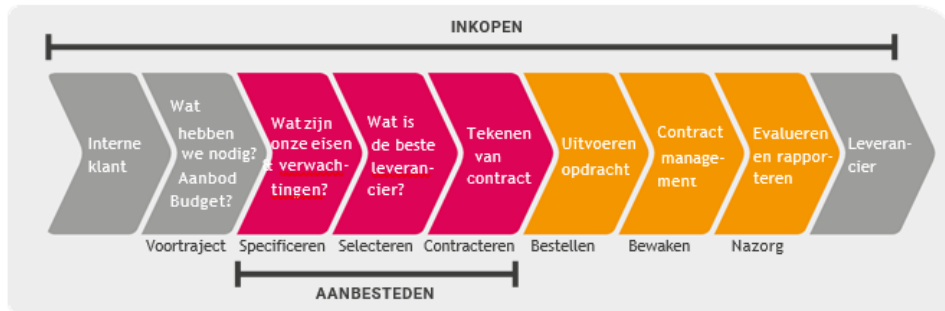 INKOPEN
Interne
klant
Wat
hebben
we nodig?
Aanbod
Budget?
Wat zijn
onze eisen
& verwach-
tingen?
Wat is
de beste
leveran-
cier?
Tekenen
van
contract
Uitvoeren
opdracht
Contract
manage-
ment
Evalueren
en rappor-
teren
Leveran-
cier
Voortraject
Specificeren
Selecteren
Contracteren
Bestellen
Bewaken
Nazorg
AANBESTEDEN